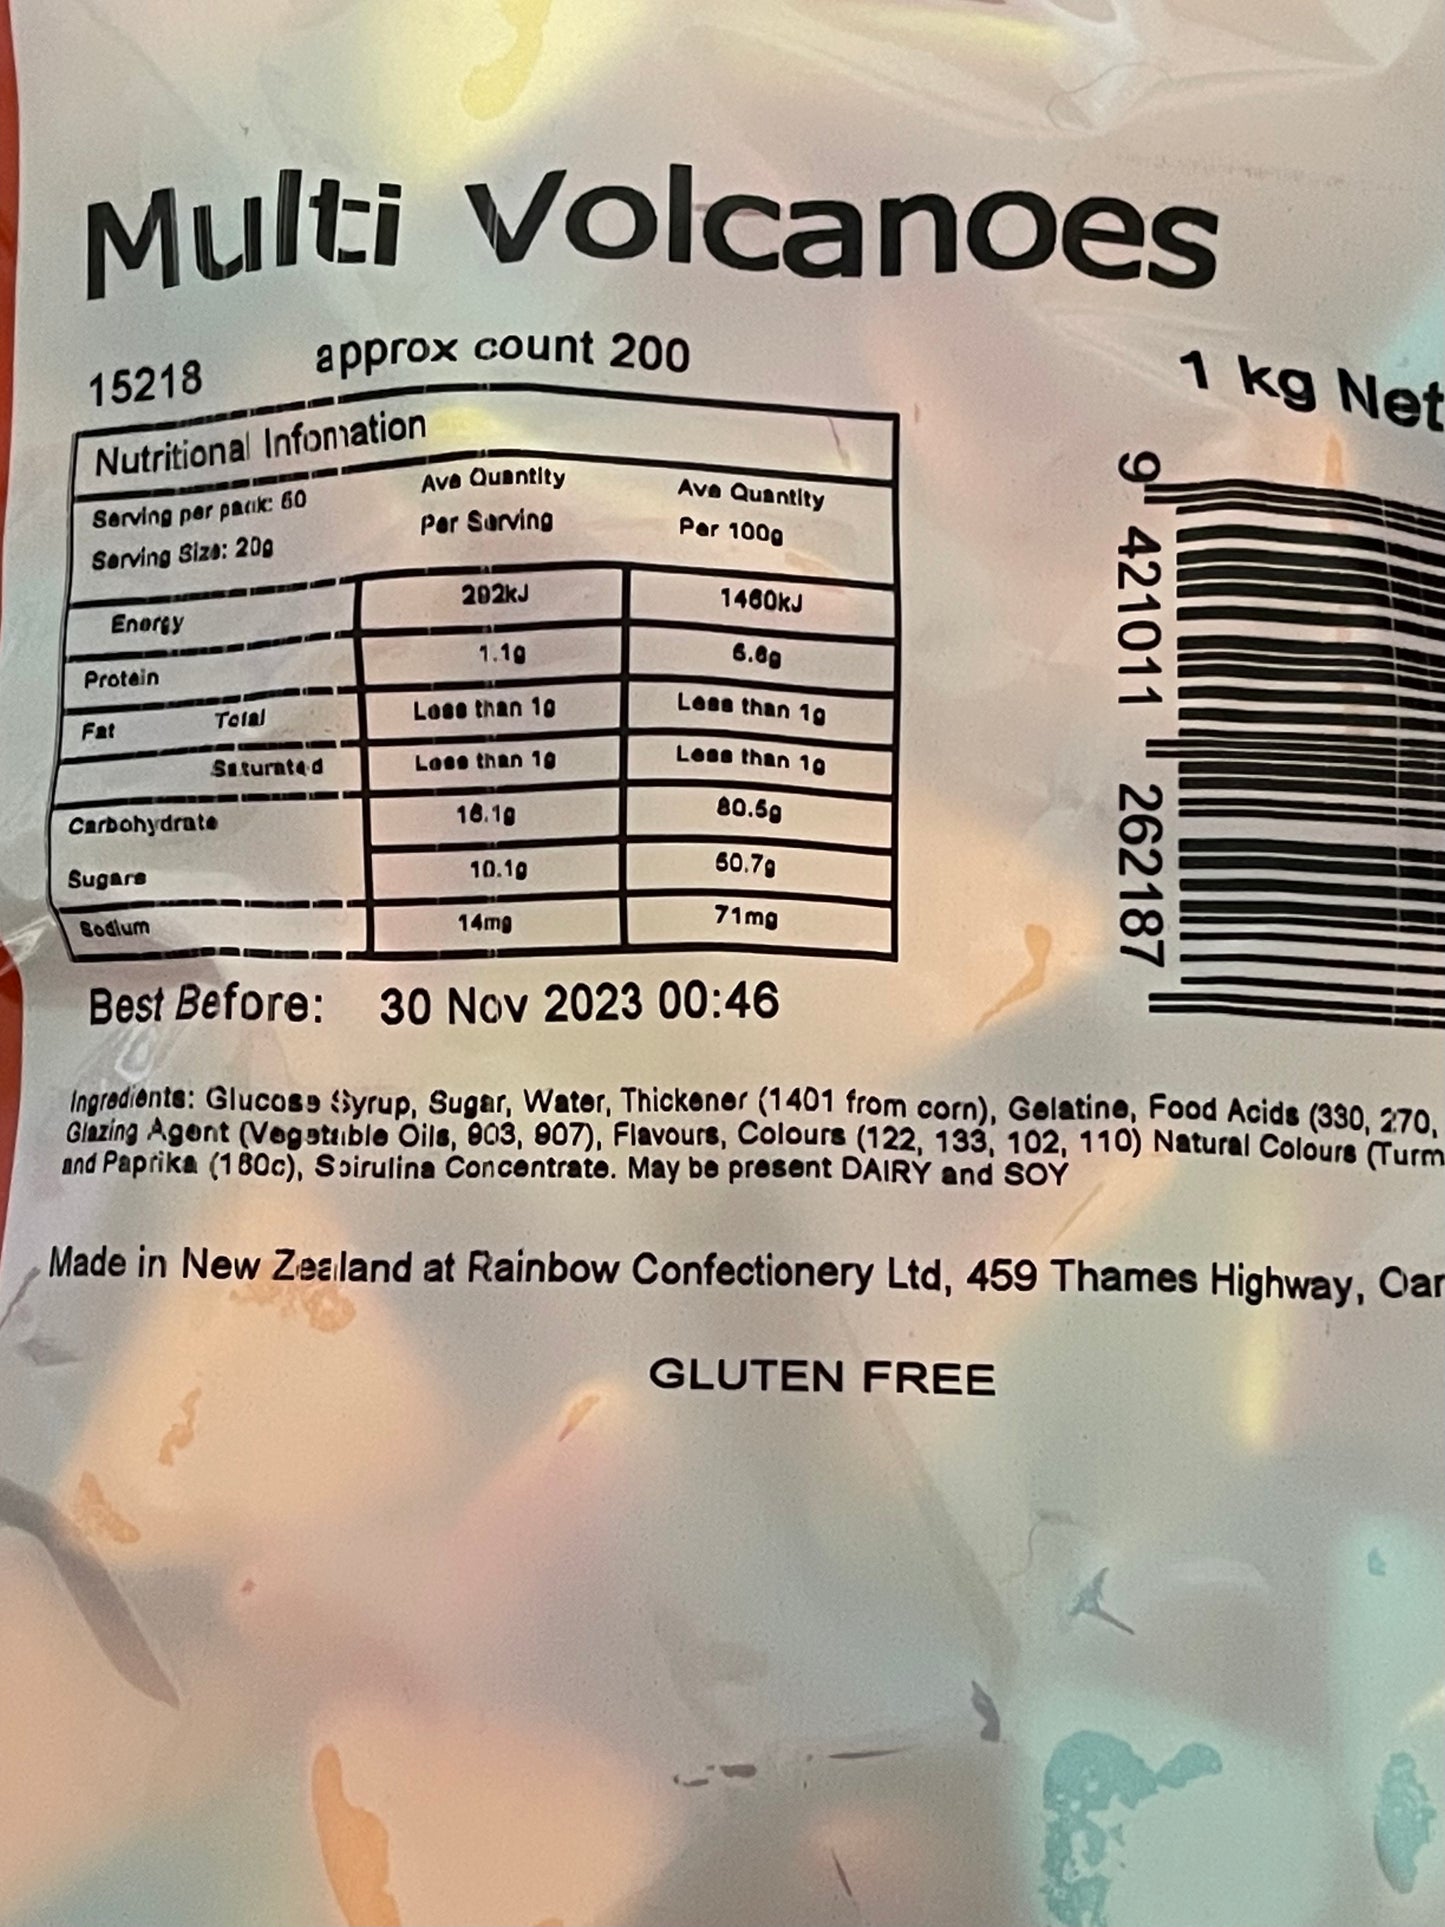 Multi Volcanoes
15218 approx count 200
1 kg Net
Nutritional Infomation
Serving per pack: 50 Ave Quantity Ave Quantity
Serving Size: 20g Per Serving Per 100g
Energy 292kJ 1460kJ
Protein 1.1g
Fat Total Less than 1g Less than 1g
Saturated Less than 1g Less than 1g
Carbohydrate 16.1g 80.5g
Sugars 10.1g 50.7g
Sodium 14mg 71mg
9 421011 262187
Best Before: 30 Nov 2023 00:46
Ingredients: Glucose Syrup, Sugar, Water, Thickener (1401 from corn), Gelatine, Food Acids (330, 270,
Glazing Agent (Vegetable Oils, 903, 907), Flavours, Colours (122, 133, 102, 110) Natural Colours (Turm
and Paprika (160c), Spirulina Concentrate. May be present DAIRY and SOY
Made in New Zealand at Rainbow Confectionery Ltd, 459 Thames Highway, Oar
GLUTEN FREE